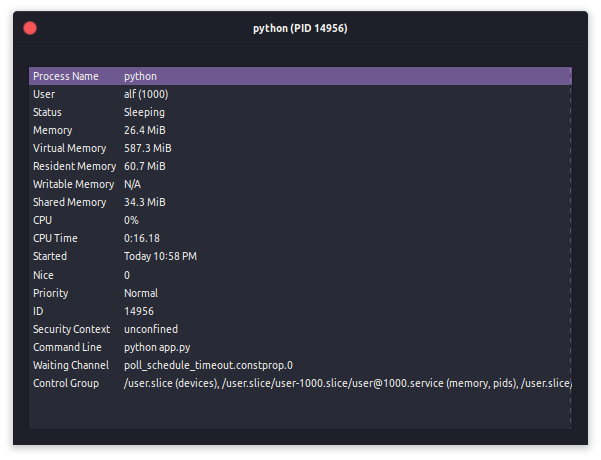 python (PID 14956)
Process Name python
User alf (1000)
Status Sleeping
Memory 26.4 MiB
Virtual Memory 587.3 MiB
Resident Memory 60.7 MiB
Writable Memory N/A
Shared Memory 34.3 MiB
CPU 0%
CPU Time 0:16.18
Started Today 10:58 PM
Nice 0
Priority Normal
ID 14956
Security Context unconfined
Command Line python app.py
Waiting Channel poll_schedule_timeout.constprop.0
Control Group /user.slice (devices), /user.slice/user-1000.slice/user@1000.service (memory, pids), /user.slice/